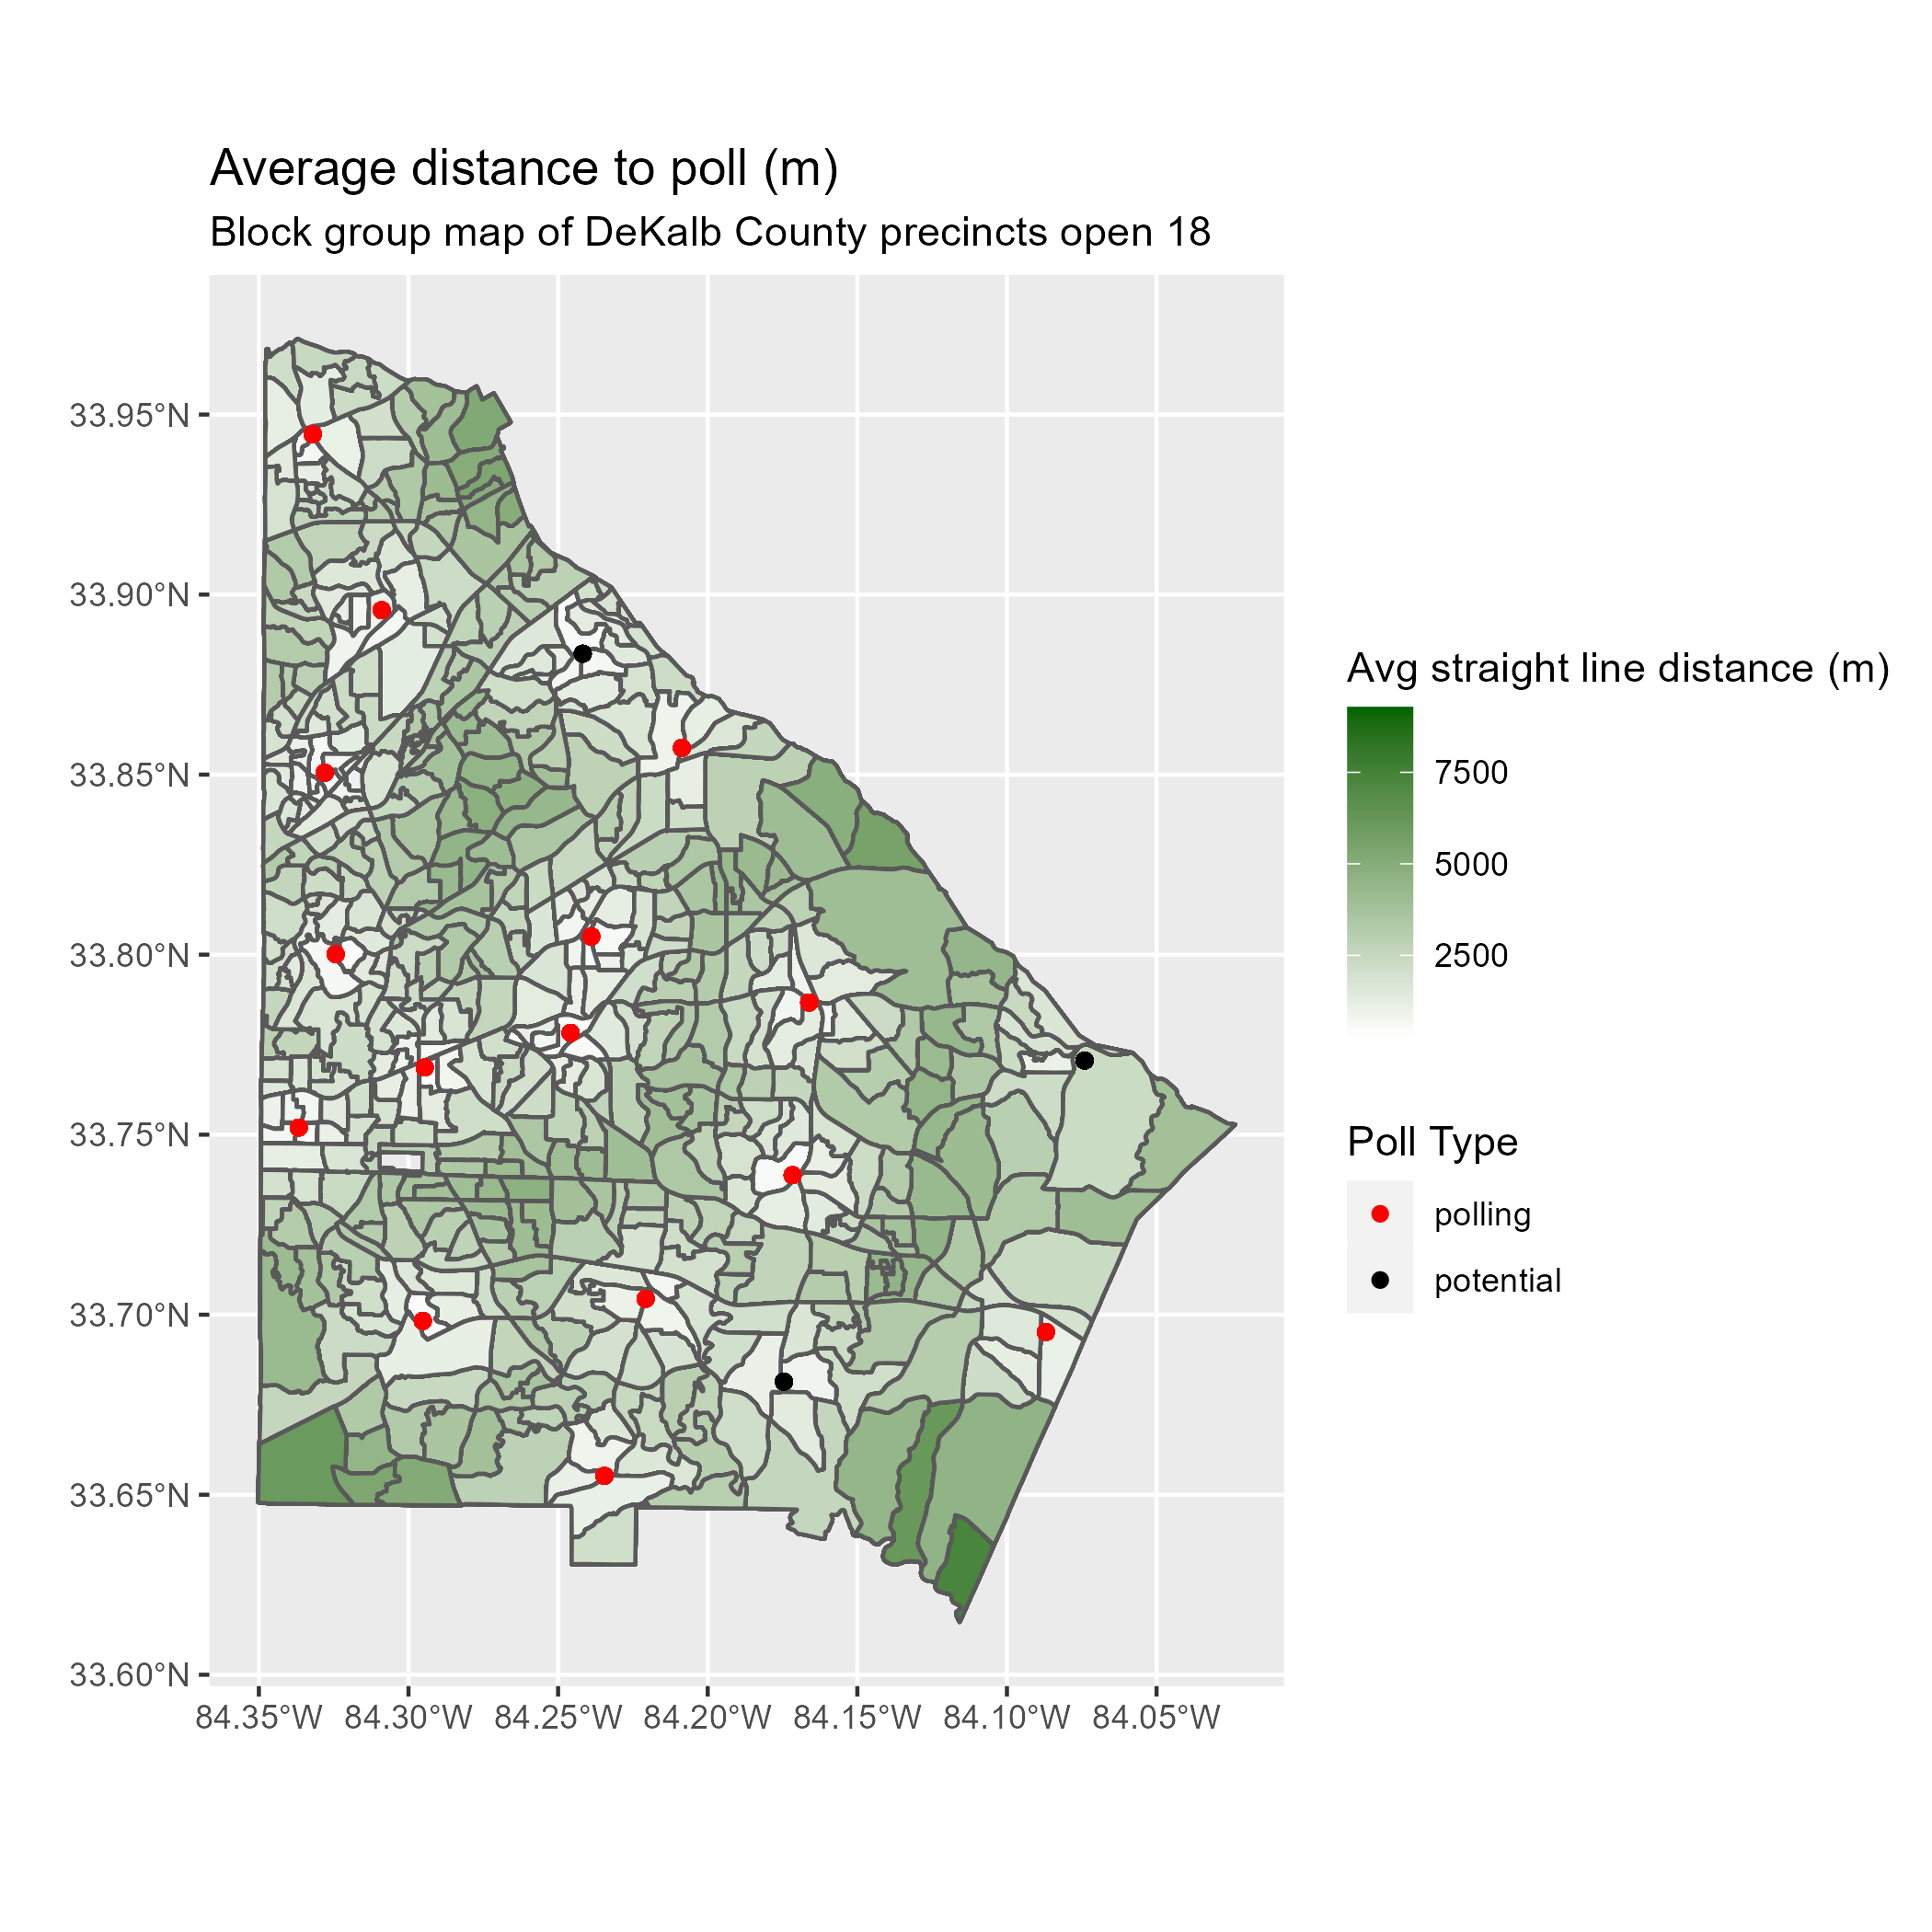 Average distance to poll (m)
Block group map of DeKalb County precincts open 18
33.95°N
33.90°N
33.85°N
33.80°N
33.75°N
33.70°N
33.65°N
33.60°N
84.35°W 84.30°W 84.25°W 84.20°W 84.15°W 84.10°W 84.05°W
Avg straight line distance (m)
7500
5000
2500
Poll Type
polling
potential